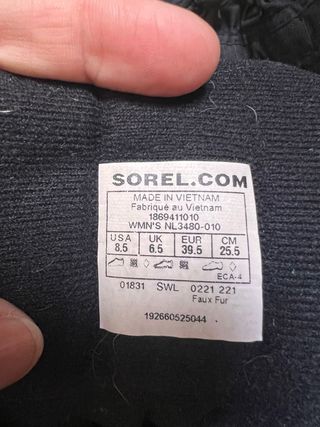 SOREL.COM
MADE IN VIETNAM
Fabriqué au Vietnam
1869411010
WMN'S NL3480-010
USA UK EUR CM
8.5 6.5 39.5 25.5
ECA-4
01831 SWL 0221 221
Faux Fur
192660525044